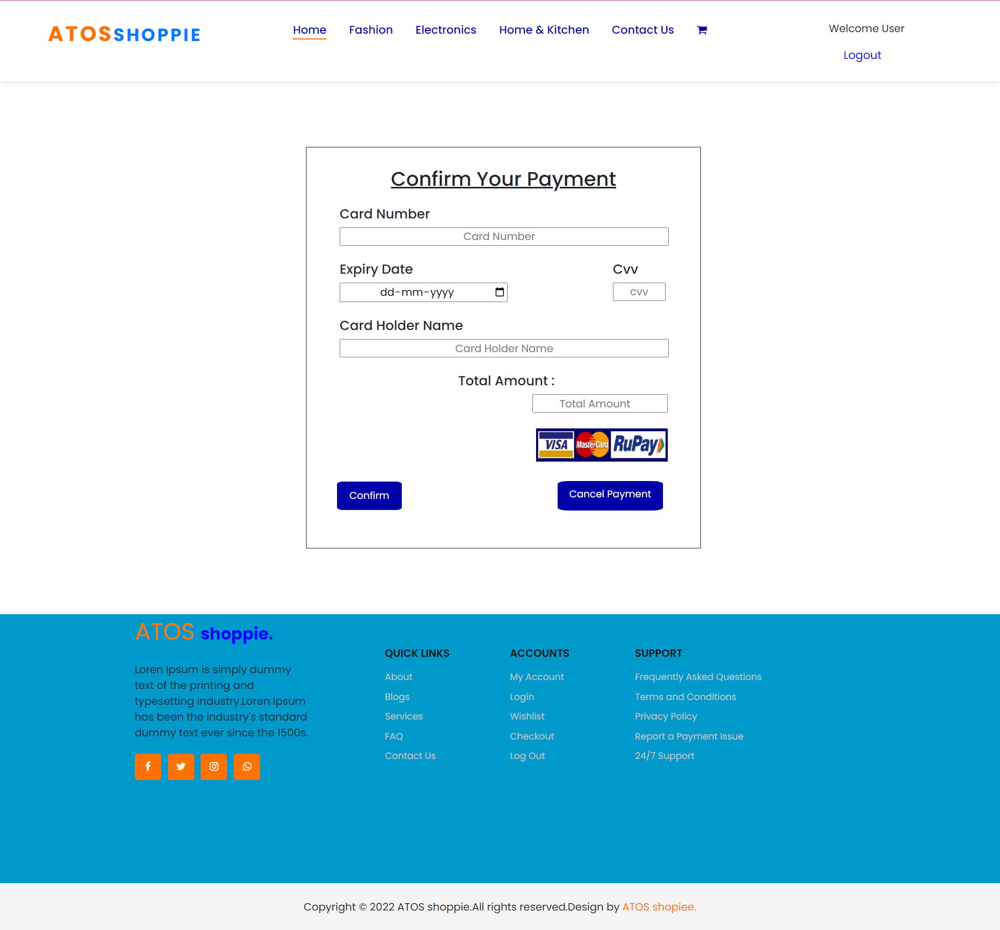 ATOSSHOPPIE
Home Fashion Electronics Home & Kitchen Contact Us
Welcome User
Logout
Confirm Your Payment
Card Number
Card Number
Expiry Date Cvv
dd-mm-yyyy cvv
Card Holder Name
Card Holder Name
Total Amount :
Total Amount
VISA MasterCard RuPay
Confirm Cancel Payment
ATOS shoppie.
Loren Ipsum is simply dummy
text of the printing and
typesetting industry.Loren Ipsum
has been the industry's standard
dummy text ever since the 1500s.
QUICK LINKS
About
Blogs
Services
FAQ
Contact Us
ACCOUNTS
My Account
Login
Wishlist
Checkout
Log Out
SUPPORT
Frequently Asked Questions
Terms and Conditions
Privacy Policy
Report a Payment Issue
24/7 Support
Copyright © 2022 ATOS shoppie.All rights reserved.Design by ATOS shopiee.